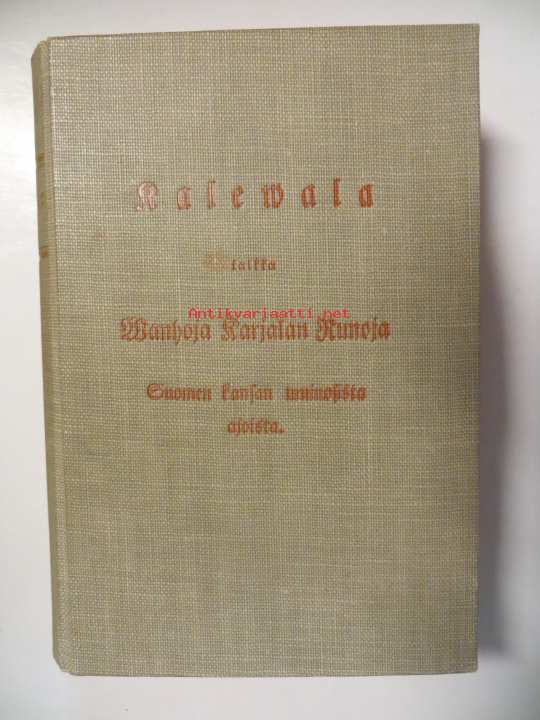 Kalewala
taikka
Antikvariaatti.net
Wanhoja Karjalan Runoja
Suomen kansan muinosista
ajoista.